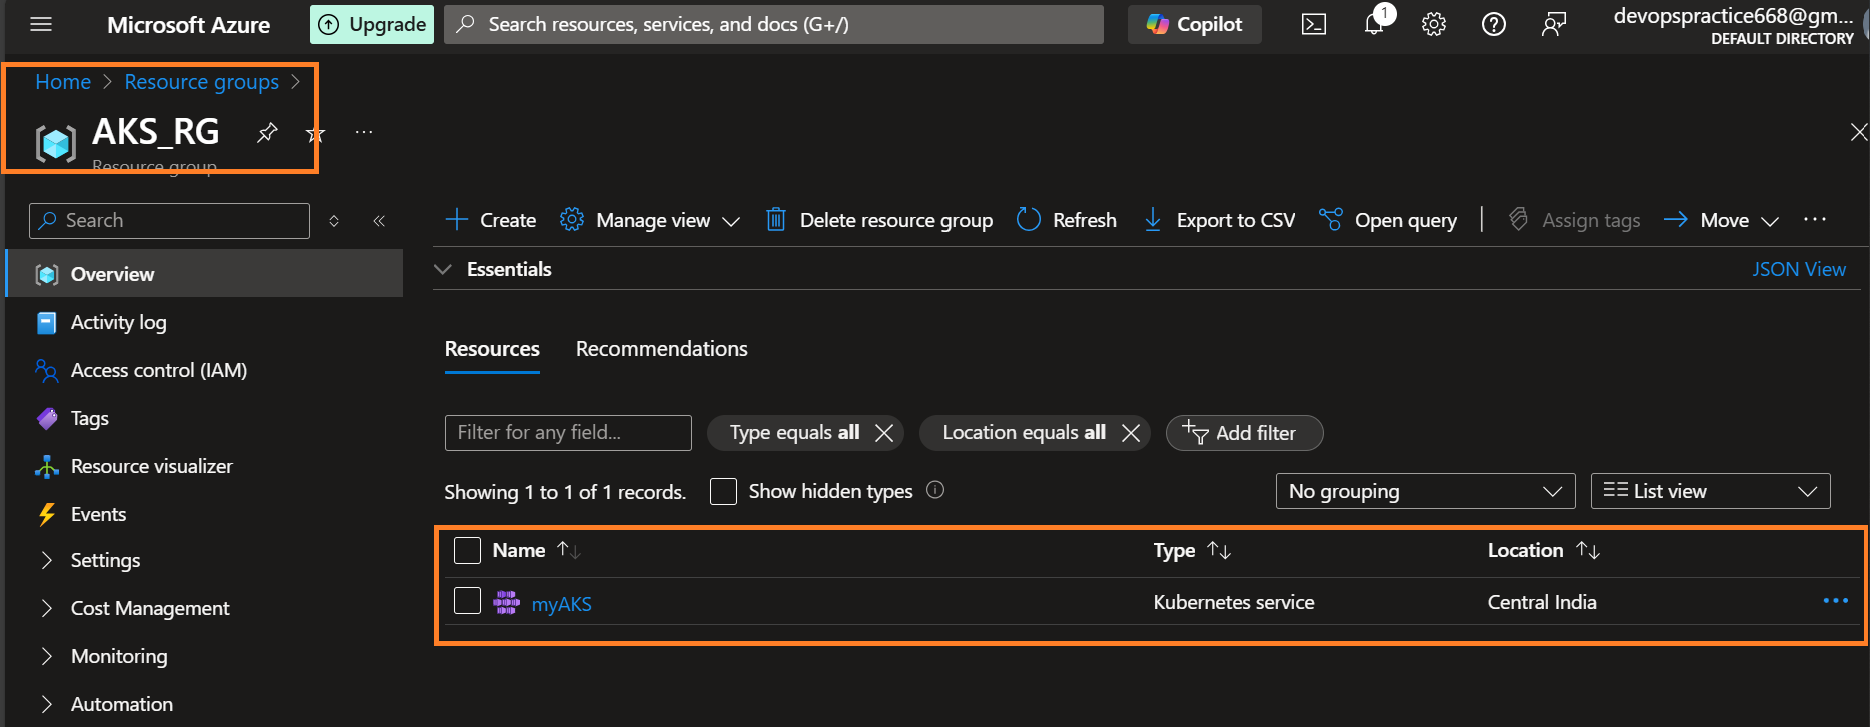 Microsoft Azure
Upgrade
Search resources, services, and docs (G+/)
Copilot
1
devopspractice668@gm...
DEFAULT DIRECTORY
Home > Resource groups >
AKS_RG
Resource group
Search
Create
Manage view
Delete resource group
Refresh
Export to CSV
Open query
Assign tags
Move
Overview
Activity log
Access control (IAM)
Tags
Resource visualizer
Events
Settings
Cost Management
Monitoring
Automation
Essentials
JSON View
Resources
Recommendations
Filter for any field...
Type equals all
Location equals all
Add filter
Showing 1 to 1 of 1 records.
Show hidden types
No grouping
List view
Name
Type
Location
myAKS
Kubernetes service
Central India